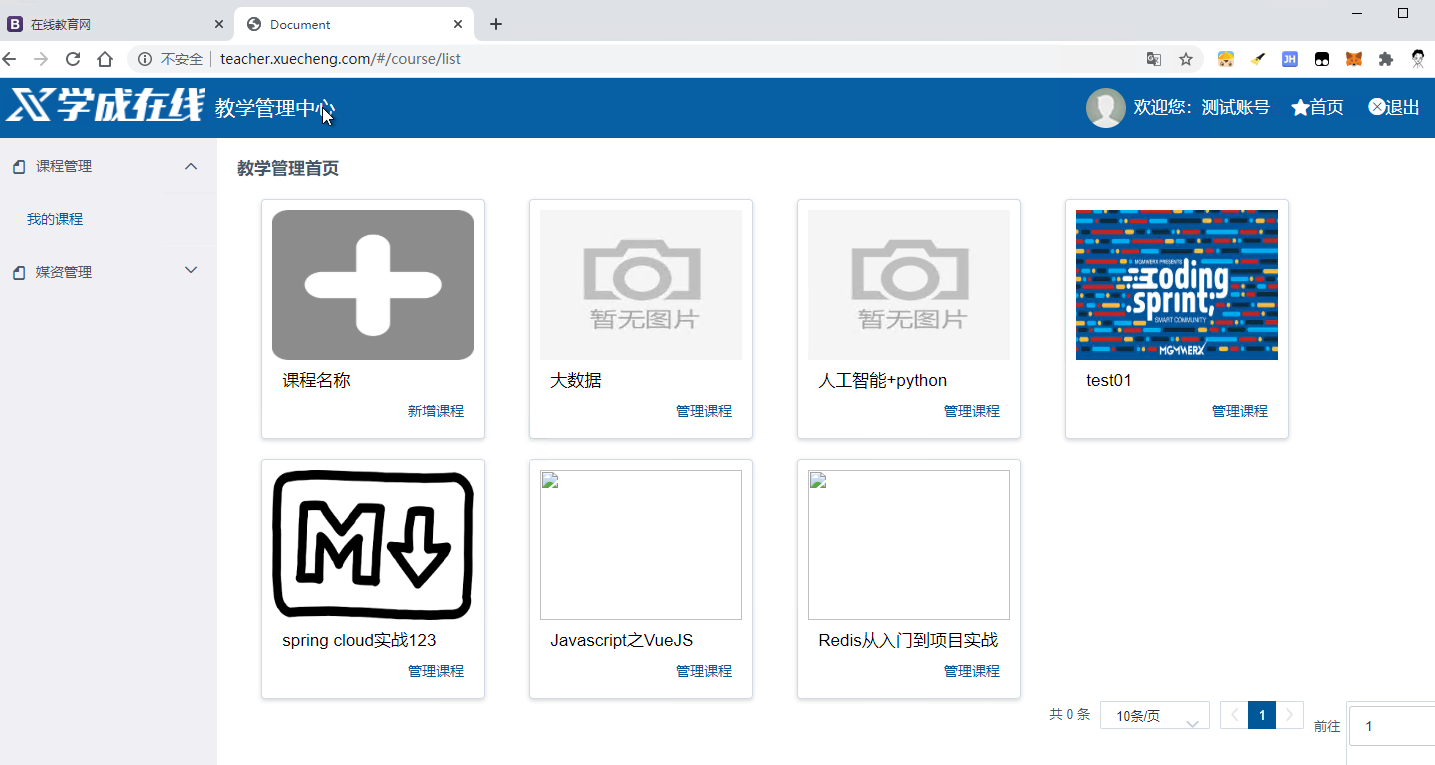 在线教育网
Document
不安全
teacher.xuecheng.com/#/course/list
JH
学成在线 教学管理中心
欢迎您：测试账号 首页 退出
课程管理
我的课程
媒资管理
教学管理首页
暂无图片
暂无图片
MGMWERX PRESENTS
Coding
sprint;
SMART COMMUNITY
MGMWERX
课程名称
大数据
人工智能+python
test01
新增课程
管理课程
管理课程
管理课程
M
spring cloud实战123
Javascript之VueJS
Redis从入门到项目实战
管理课程
管理课程
管理课程
共 0 条 10条/页 1 前往 1